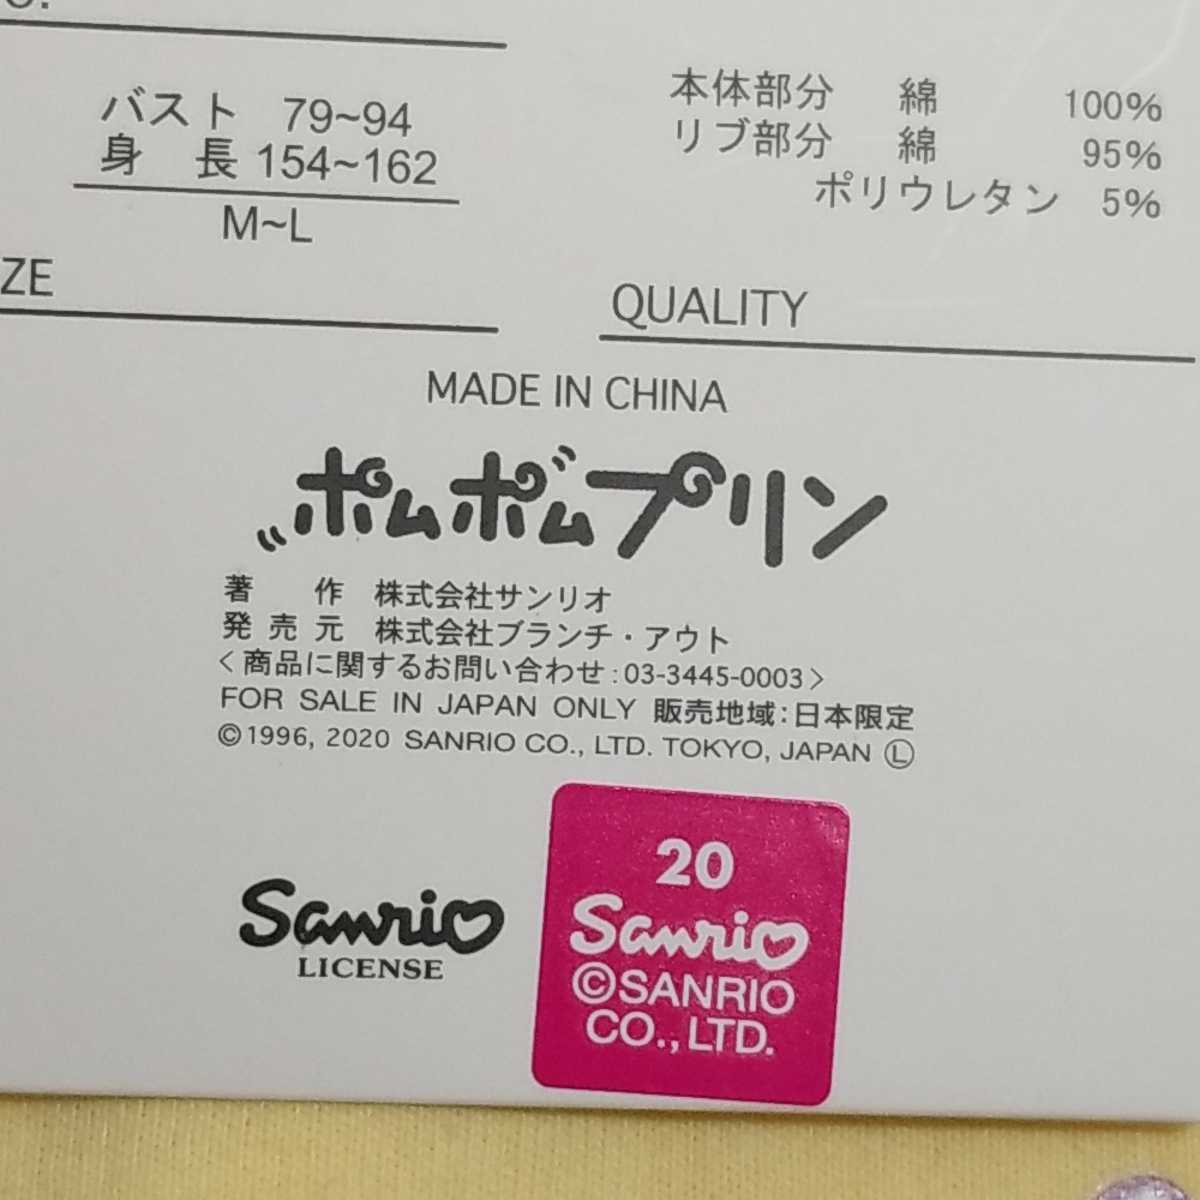 バスト 79~94
身 長 154~162
M~L
ZE
本体部分 綿 100%
リブ部分 綿 95%
ポリウレタン 5%
QUALITY
MADE IN CHINA
ポムポムプリン
著 作 株式会社サンリオ
発売元 株式会社ブランチ・アウト
<商品に関するお問い合わせ:03-3445-0003>
FOR SALE IN JAPAN ONLY 販売地域:日本限定
©1996, 2020 SANRIO CO., LTD. TOKYO, JAPAN Ⓛ
Sanrio
LICENSE
20
Sanrio
©SANRIO
CO., LTD.